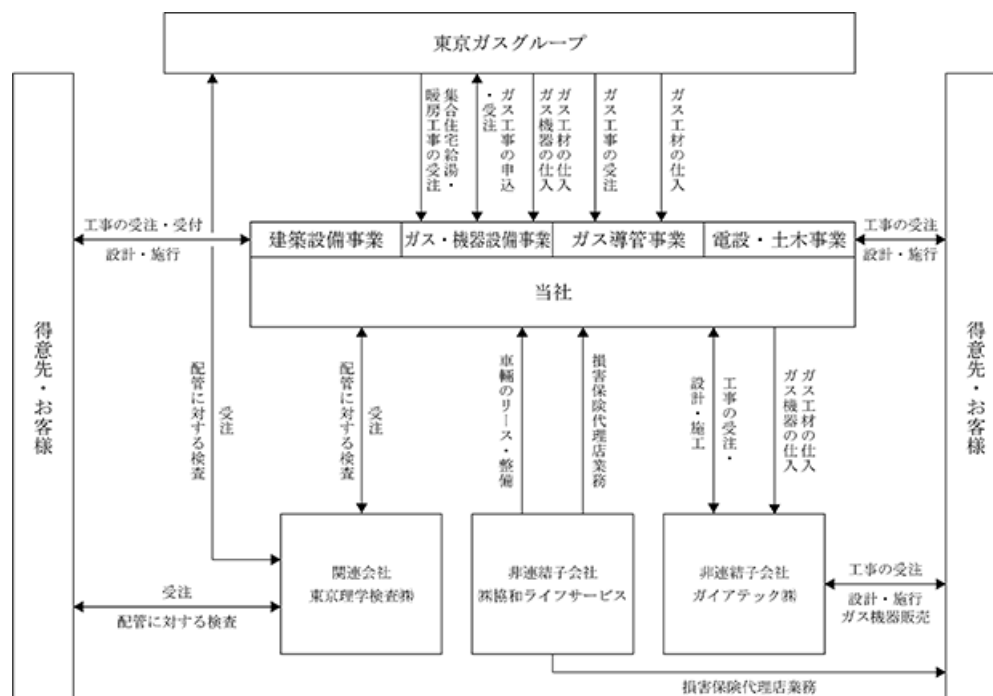 東京ガスグループ
集合住宅給湯・
暖房工事の受注
ガス工事の申込
・受注
ガス工材の仕入
ガス機器の仕入
ガス工事の受注
ガス工材の仕入
工事の受注・受付
設計・施行
建築設備事業
ガス・機器設備事業
ガス導管事業
電設・土木事業
工事の受注
設計・施行
当社
得意先・お客様
得意先・お客様
受注
配管に対する検査
受注
配管に対する検査
車輛のリース・整備
損害保険代理店業務
工事の受注・
設計・施工
ガス工材の仕入
ガス機器の仕入
関連会社
東京理学検査㈱
非連結子会社
㈱協和ライフサービス
非連結子会社
ガイアテック㈱
受注
配管に対する検査
工事の受注
設計・施行
ガス機器販売
損害保険代理店業務